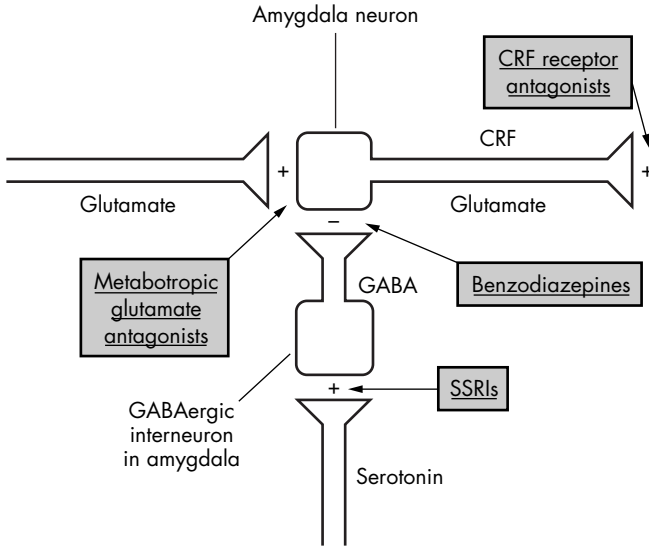 Amygdala neuron
CRF receptor
antagonists
CRF
+
+
Glutamate
Glutamate
−
Metabotropic
glutamate
antagonists
GABA
Benzodiazepines
+
SSRIs
GABAergic
interneuron
in amygdala
Serotonin